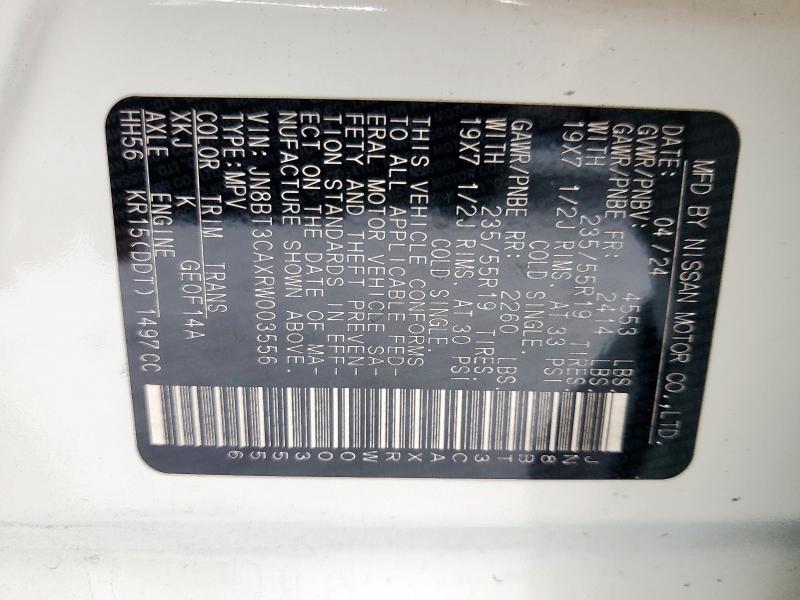 MFD BY NISSAN MOTOR CO.,LTD.
DATE: 04/24
GVWR/PNBV: 4553 LBS.
GAWR/PNBE FR: 2414 LBS.
WITH 235/55R19 TIRES:
19X7 1/2J RIMS, AT 33 PSI
COLD SINGLE.
GAWR/PNBE RR: 2260 LBS.
WITH 235/55R19 TIRES:
19X7 1/2J RIMS, AT 30 PSI
COLD SINGLE.
THIS VEHICLE CONFORMS
TO ALL APPLICABLE FED-
ERAL MOTOR VEHICLE SA-
FETY AND THEFT PREVEN-
TION STANDARDS IN EFF-
ECT ON THE DATE OF MA-
NUFACTURE SHOWN ABOVE.
VIN: JN8BT3CAXRW003556
TYPE: MPV
COLOR TRIM TRANS
XKJ K GE0F14A
AXLE ENGINE
HH56 KR15(DDT) 1497CC
JN8BT3CAXRW003556